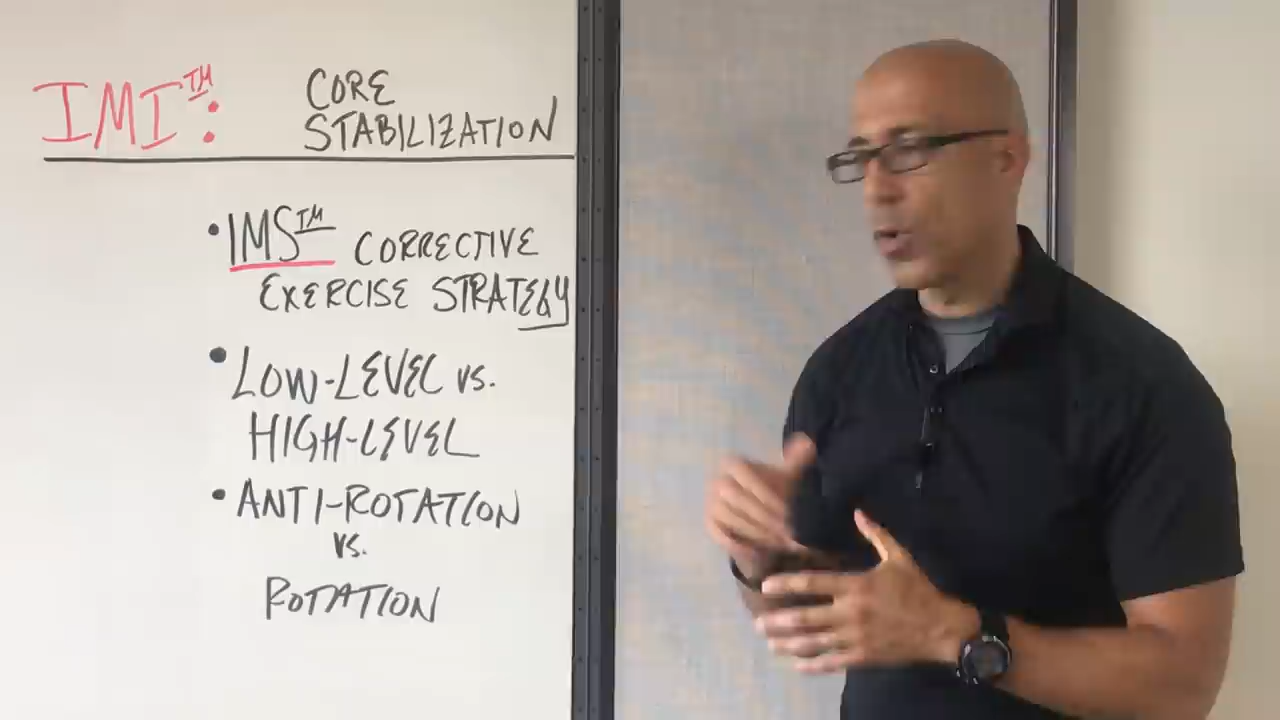 IMI™: CORE
STABILIZATION
• IMS™ CORRECTIVE
EXERCISE STRATEGY
• LOW-LEVEL vs.
HIGH-LEVEL
• ANTI-ROTATION
vs.
ROTATION